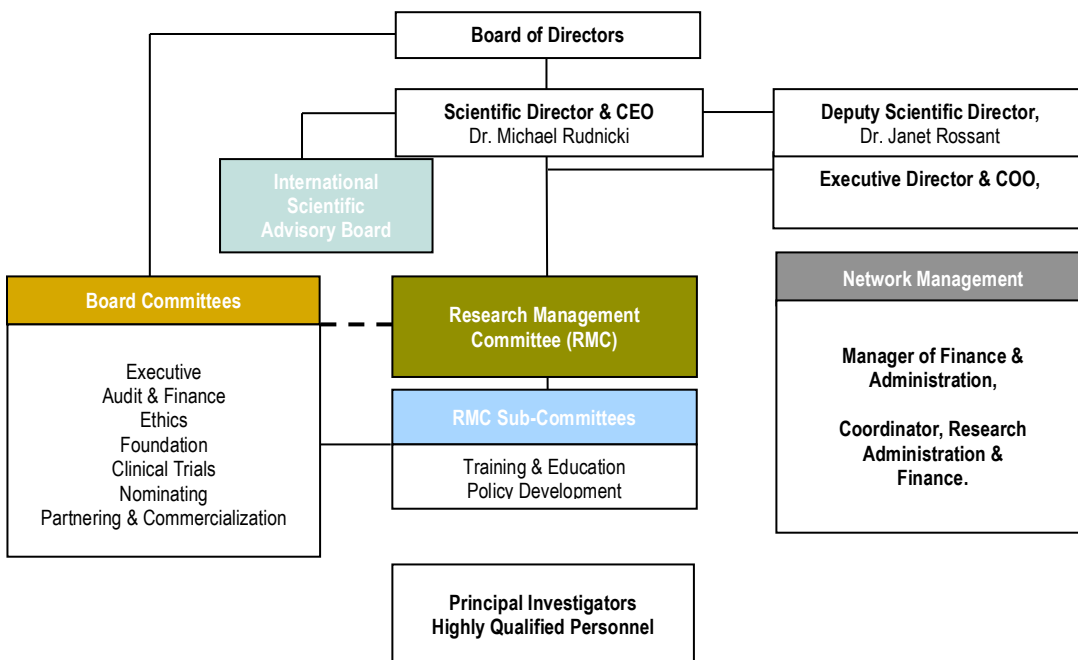 Board of Directors
Scientific Director & CEO
Dr. Michael Rudnicki
Deputy Scientific Director,
Dr. Janet Rossant
Executive Director & COO,
International
Scientific
Advisory Board
Board Committees
Executive
Audit & Finance
Ethics
Foundation
Clinical Trials
Nominating
Partnering & Commercialization
Research Management
Committee (RMC)
RMC Sub-Committees
Training & Education
Policy Development
Network Management
Manager of Finance &
Administration,
Coordinator, Research
Administration &
Finance.
Principal Investigators
Highly Qualified Personnel